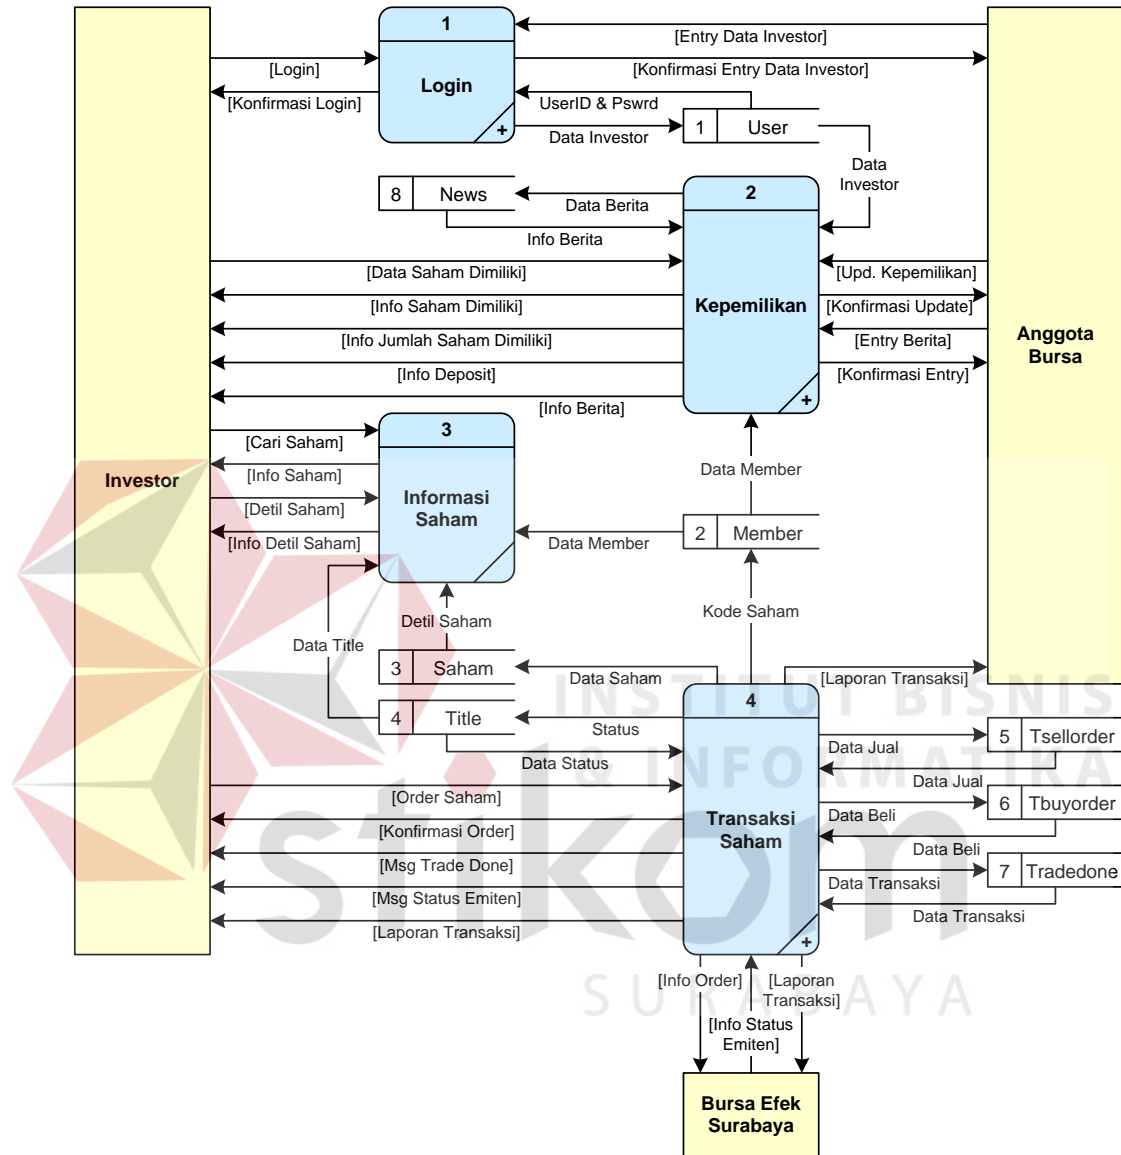 1
[Entry Data Investor]
[Login]
[Konfirmasi Entry Data Investor]
Login
[Konfirmasi Login]
UserID & Pswrd
+
Data Investor
1 User
Data
Investor
8 News
Data Berita
2
Info Berita
[Data Saham Dimiliki]
[Upd. Kepemilikan]
[Info Saham Dimiliki]
Kepemilikan
[Konfirmasi Update]
[Info Jumlah Saham Dimiliki]
[Entry Berita]
Anggota
Bursa
[Info Deposit]
[Konfirmasi Entry]
[Info Berita]
+
3
[Cari Saham]
[Info Saham]
Data Member
Investor
Informasi
Saham
[Detil Saham]
[Info Detil Saham]
Data Member
2 Member
Kode Saham
Detil Saham
Data Title
3 Saham
Data Saham
[Laporan Transaksi]
4
4 Title
Status
INSTITUT BISNIS
& INFORMATIKA
Data Status
Data Jual
5 Tsellorder
Data Jual
[Order Saham]
6 Tbuyorder
Data Beli
[Konfirmasi Order]
Transaksi
Saham
Data Beli
stikom
[Msg Trade Done]
7 Tradedone
Data Transaksi
[Msg Status Emiten]
Data Transaksi
[Laporan Transaksi]
+
[Info Order]
[Laporan
Transaksi]
SURABAYA
[Info Status
Emiten]
Bursa Efek
Surabaya